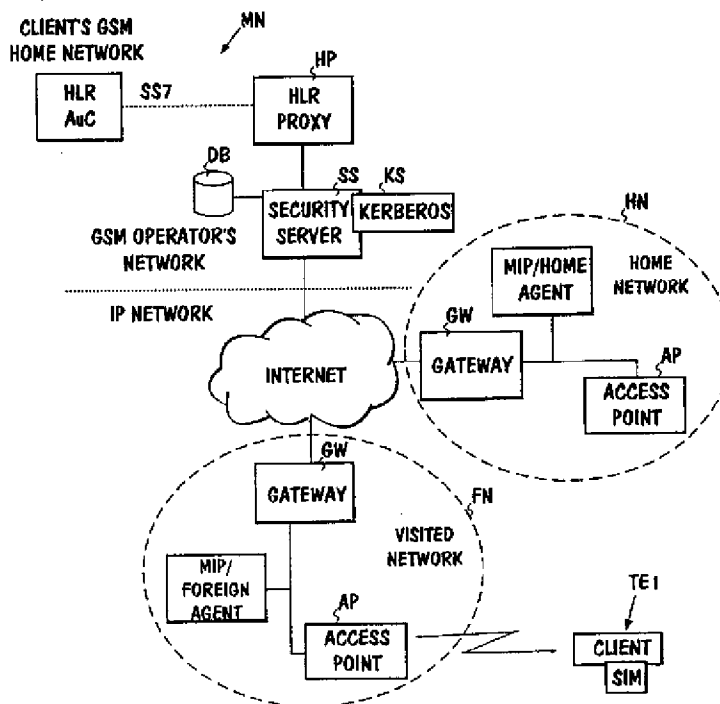 CLIENT'S GSM
HOME NETWORK
MN
HLR
AuC
SS7
HP
HLR
PROXY
DB
SS
KS
SECURITY
SERVER
KERBEROS
GSM OPERATOR'S
NETWORK
IP NETWORK
HN
HOME
NETWORK
MIP/HOME
AGENT
GW
GATEWAY
AP
ACCESS
POINT
INTERNET
GW
GATEWAY
FN
VISITED
NETWORK
MIP/
FOREIGN
AGENT
AP
ACCESS
POINT
TE1
CLIENT
SIM